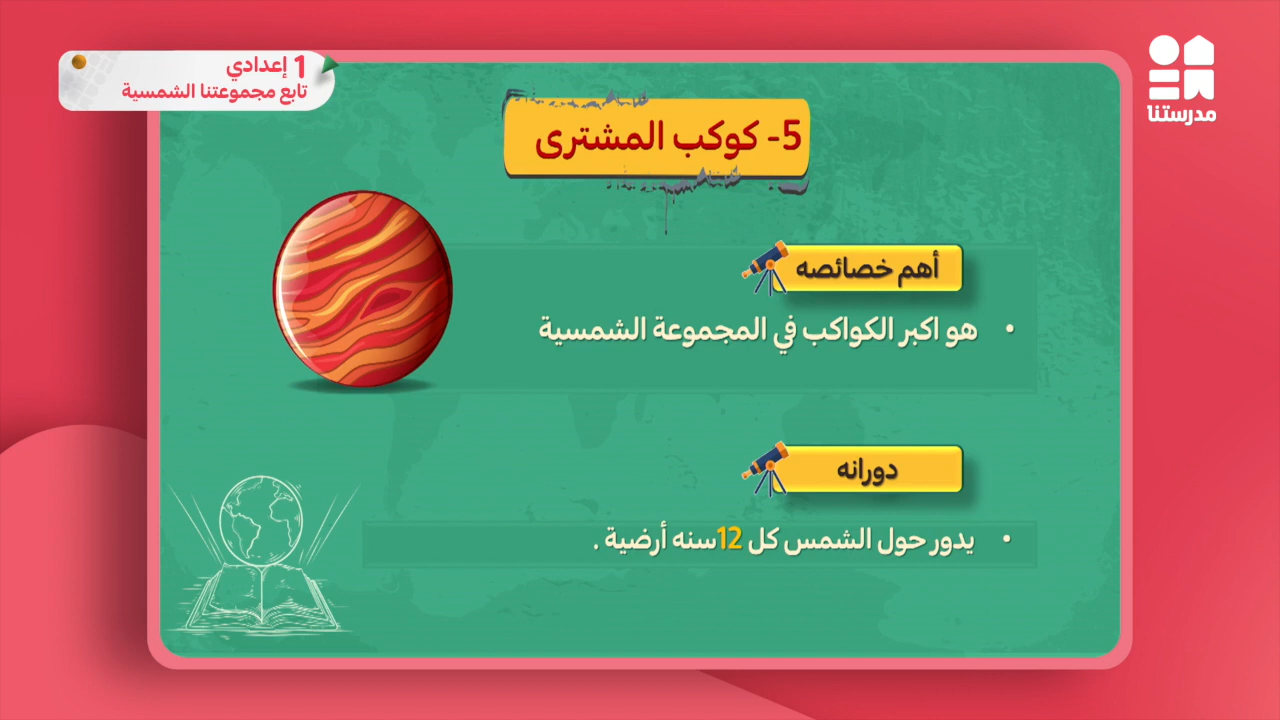 1 إعدادي
تابع مجموعتنا الشمسية
مدرستنا
5- كوكب المشترى
أهم خصائصه
• هو اكبر الكواكب في المجموعة الشمسية
دورانه
• يدور حول الشمس كل 12سنه أرضية .